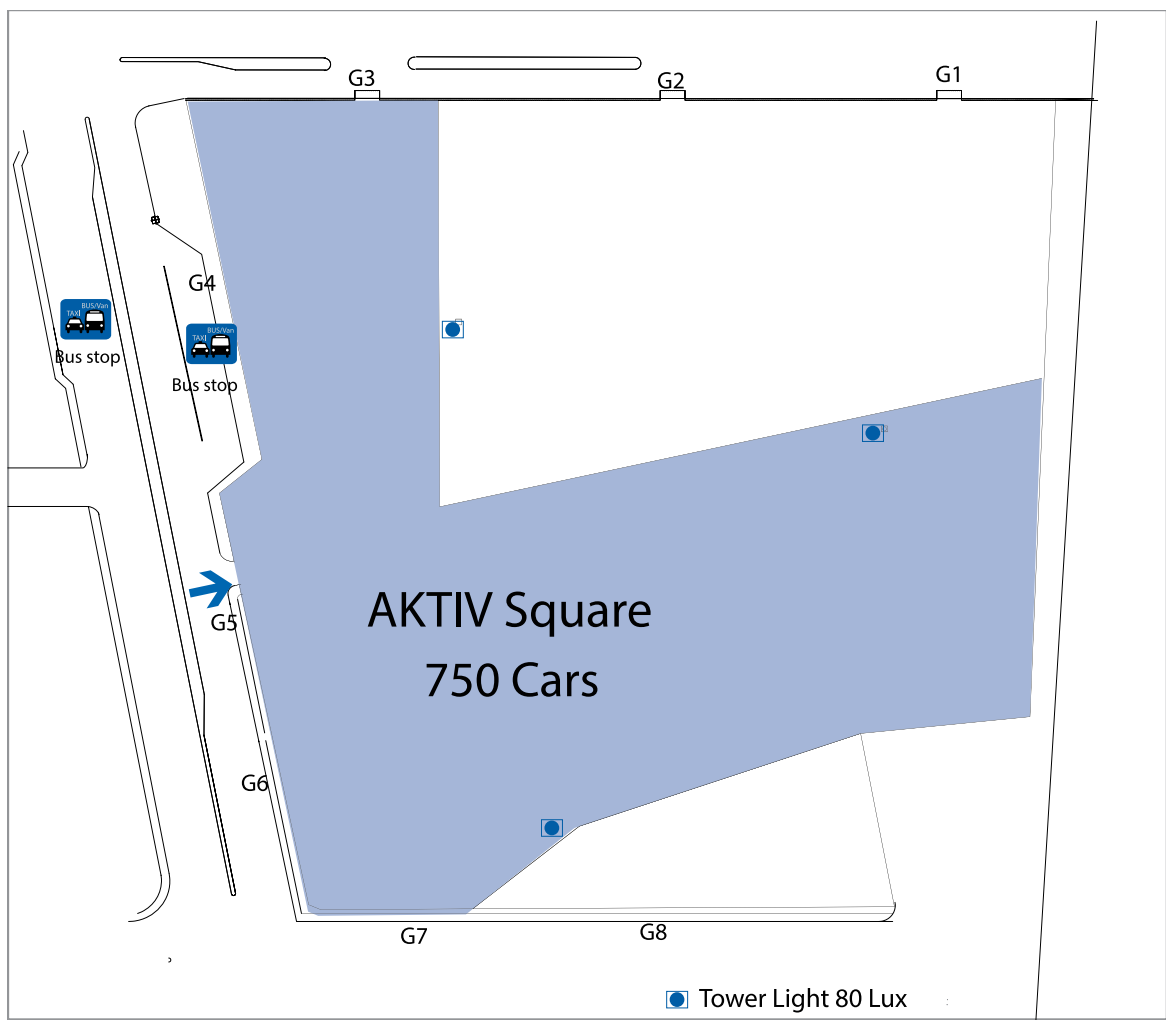 G3
G2
G1
G4
BUS/Van
TAXI
Bus stop
BUS/Van
TAXI
Bus stop
AKTIV Square
750 Cars
G5
G6
G7
G8
Tower Light 80 Lux